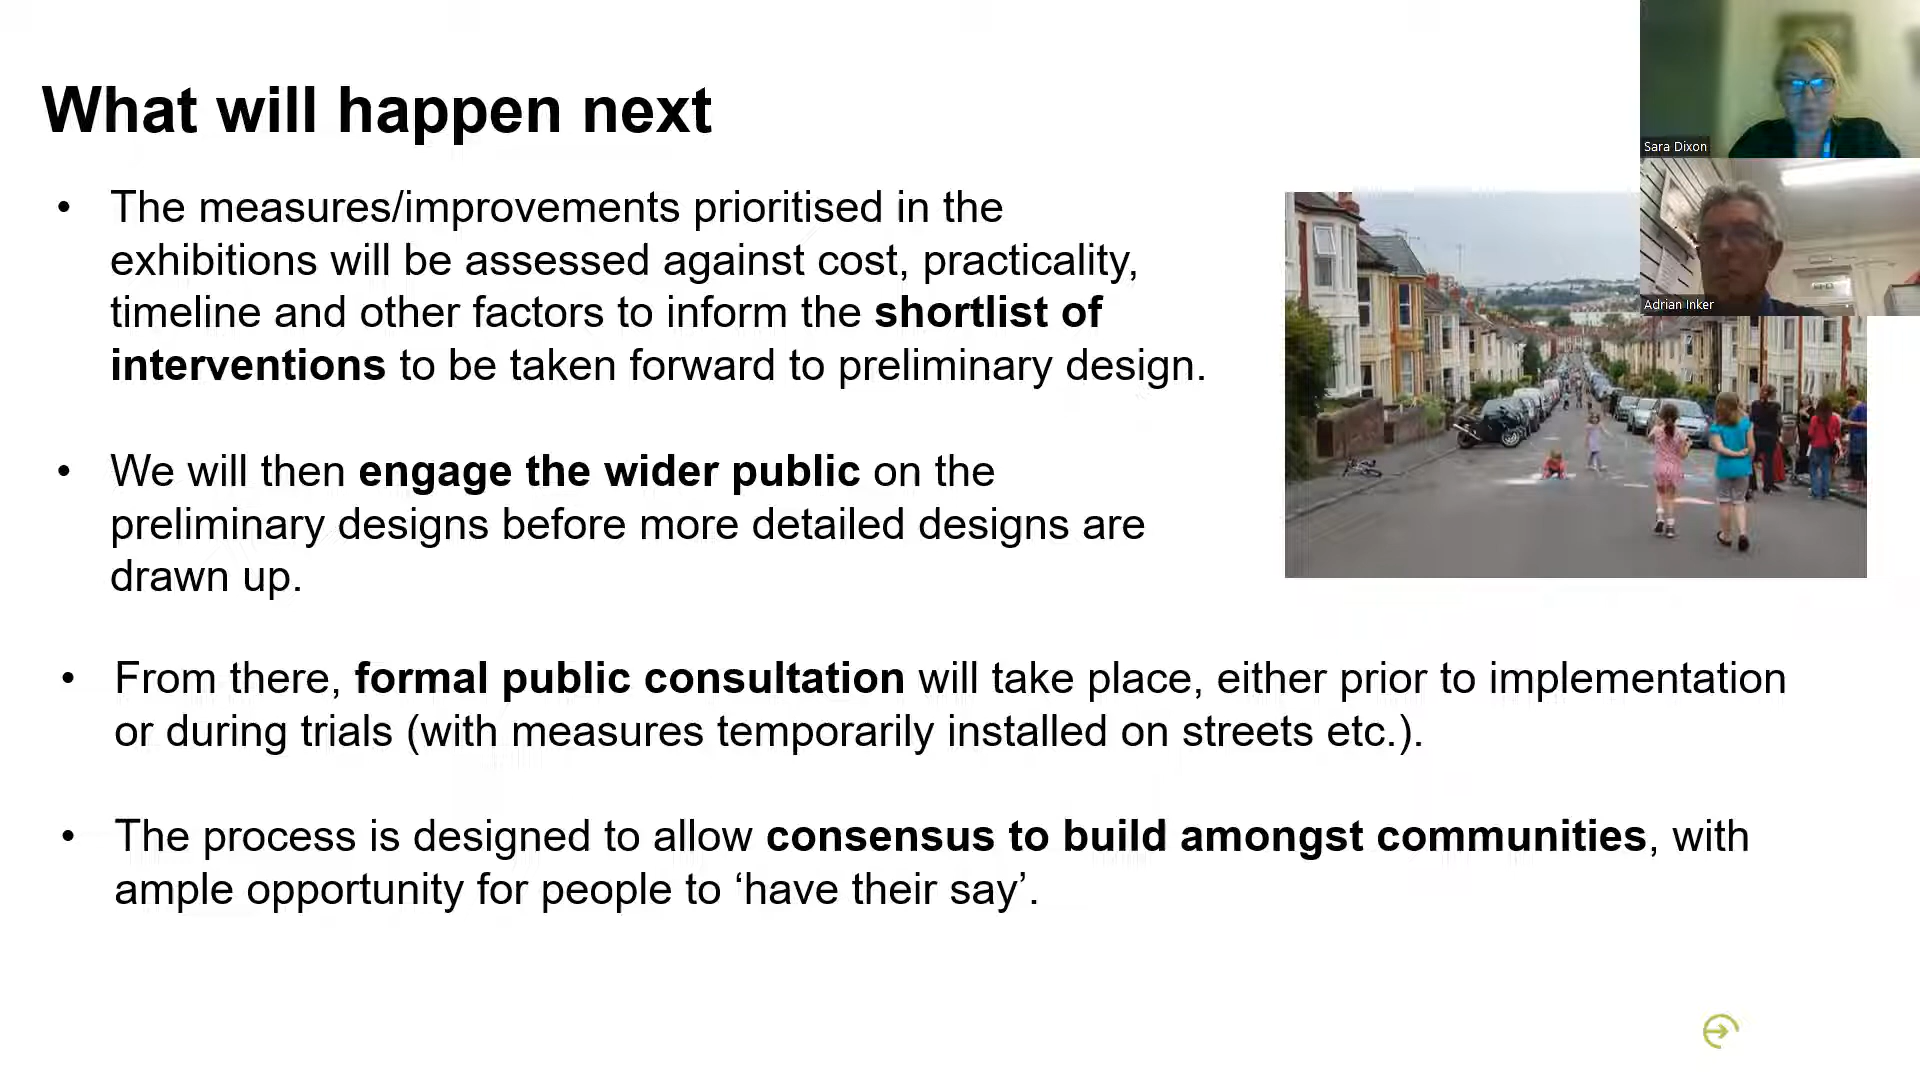 What will happen next
• The measures/improvements prioritised in the
exhibitions will be assessed against cost, practicality,
timeline and other factors to inform the shortlist of
interventions to be taken forward to preliminary design.
• We will then engage the wider public on the
preliminary designs before more detailed designs are
drawn up.
• From there, formal public consultation will take place, either prior to implementation
or during trials (with measures temporarily installed on streets etc.).
• The process is designed to allow consensus to build amongst communities, with
ample opportunity for people to ‘have their say’.
Sara Dixon
Adrian Inker